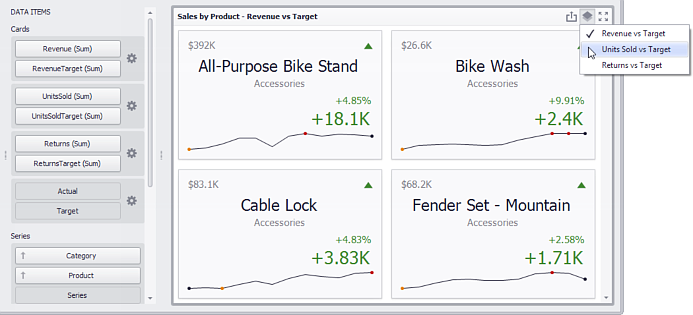 DATA ITEMS
Cards
Revenue (Sum)
RevenueTarget (Sum)
UnitsSold (Sum)
UnitsSoldTarget (Sum)
Returns (Sum)
ReturnsTarget (Sum)
Actual
Target
Series
Category
Product
Series
Sales by Product - Revenue vs Target
Revenue vs Target
Units Sold vs Target
Returns vs Target
$392K
All-Purpose Bike Stand
Accessories
+4.85%
+18.1K
$26.6K
Bike Wash
Accessories
+9.91%
+2.4K
$83.1K
Cable Lock
Accessories
+4.83%
+3.83K
$68.2K
Fender Set - Mountain
Accessories
+2.58%
+1.71K